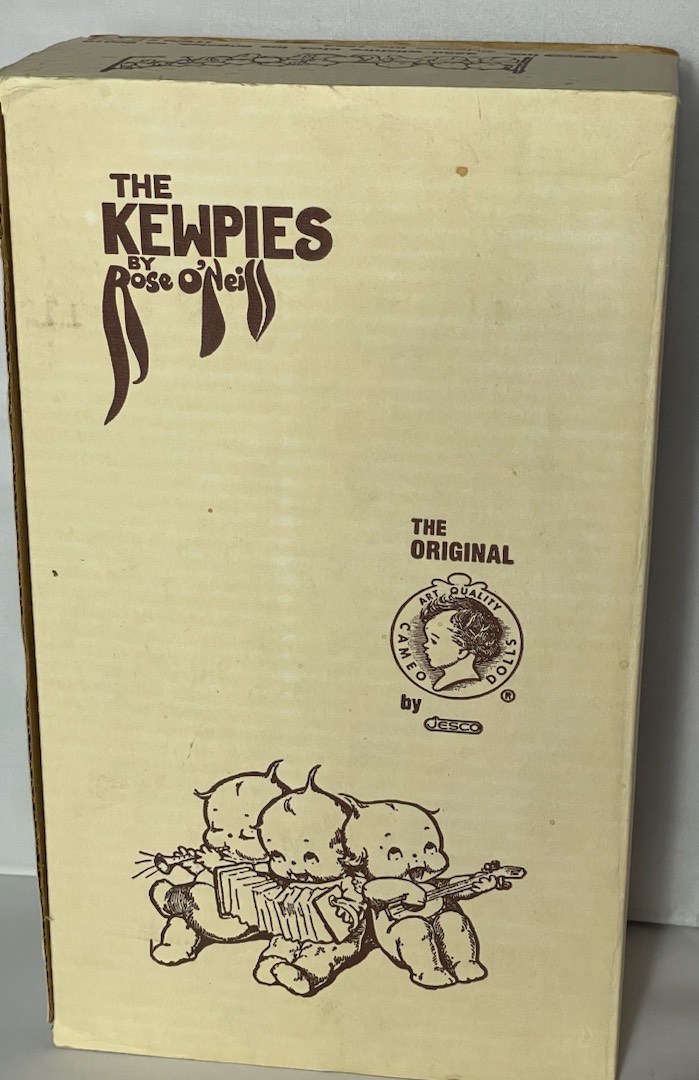 THE
KEWPIES
BY
Rose O'Neill
THE
ORIGINAL
ART QUALITY
CAMEO DOLLS
®
by
JESCO